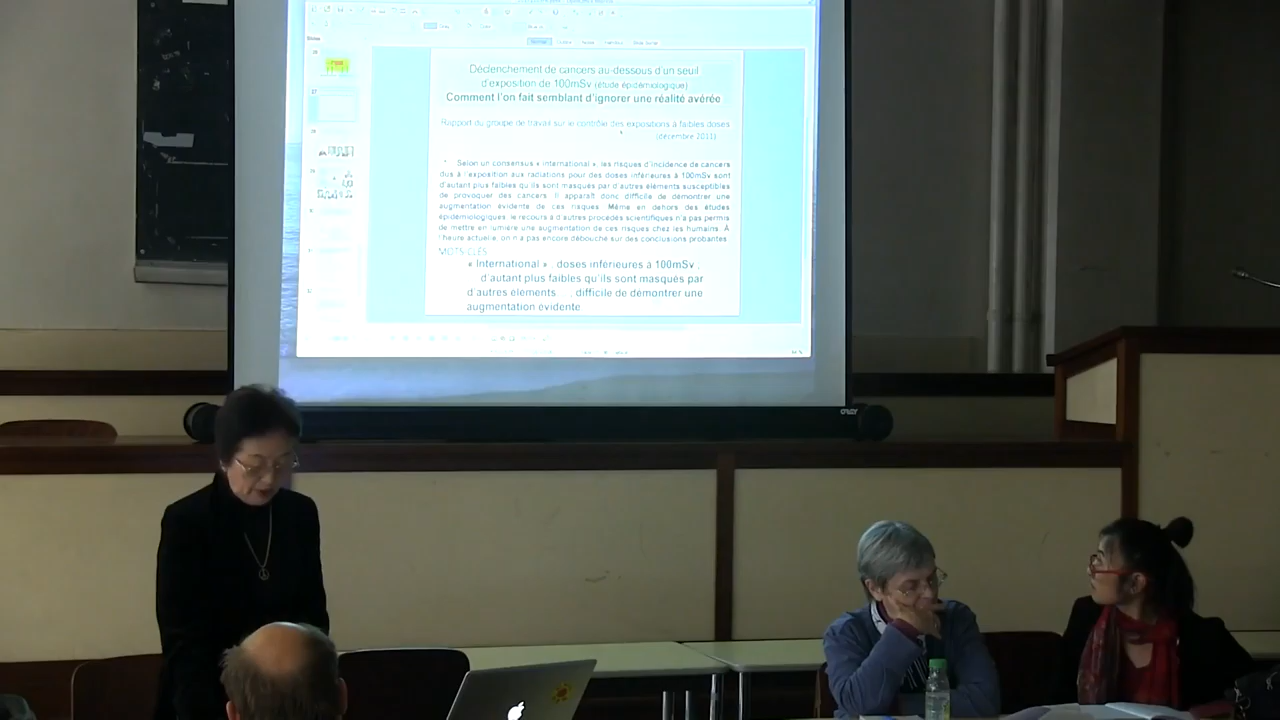 Déclenchement de cancers au-dessous d'un seuil
d'exposition de 100mSv (étude épidémiologique)
Comment l'on fait semblant d'ignorer une réalité avérée
Rapport du groupe de travail sur le contrôle des expositions à faibles doses
(décembre 2011)
* Selon un consensus « international », les risques d'incidence de cancers
dus à l'exposition aux radiations pour des doses inférieures à 100mSv sont
d'autant plus faibles qu'ils sont masqués par d'autres éléments susceptibles
de provoquer des cancers. Il apparaît donc difficile de démontrer une
augmentation évidente de ces risques. Même en dehors des études
épidémiologiques, le recours à d'autres procédés scientifiques n'a pas permis
de mettre en lumière une augmentation de ces risques chez les humains. À
l'heure actuelle, on n'a pas encore débouché sur des conclusions probantes.
MOTS-CLÉS
« International », doses inférieures à 100mSv,
d'autant plus faibles qu'ils sont masqués par
d'autres éléments , difficile de démontrer une
augmentation évidente.